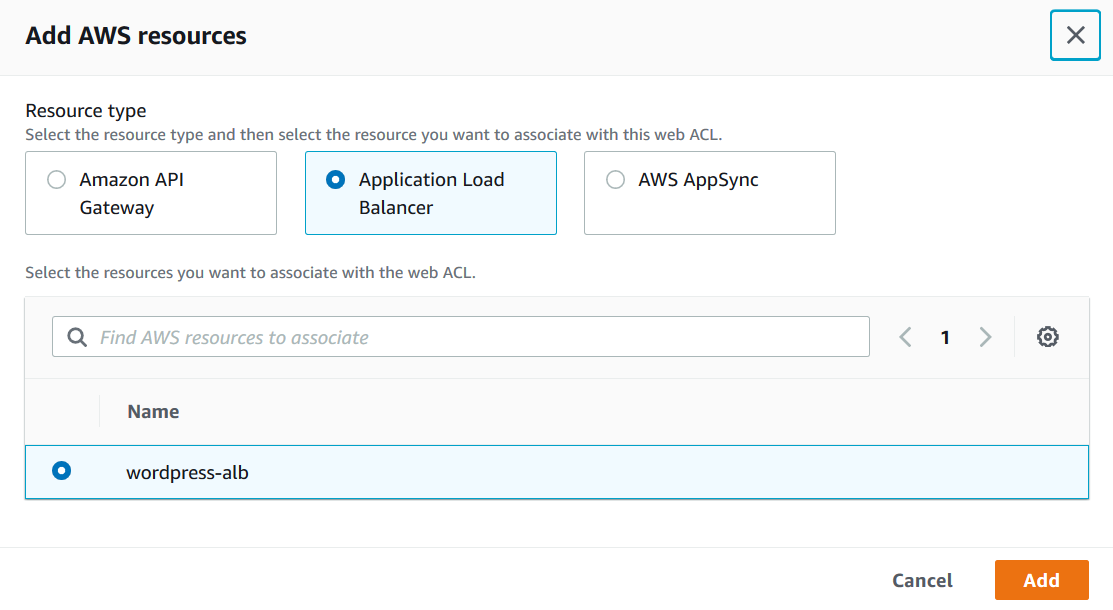 Add AWS resources
Resource type
Select the resource type and then select the resource you want to associate with this web ACL.
Amazon API
Gateway
Application Load
Balancer
AWS AppSync
Select the resources you want to associate with the web ACL.
Find AWS resources to associate
1
Name
wordpress-alb
Cancel
Add